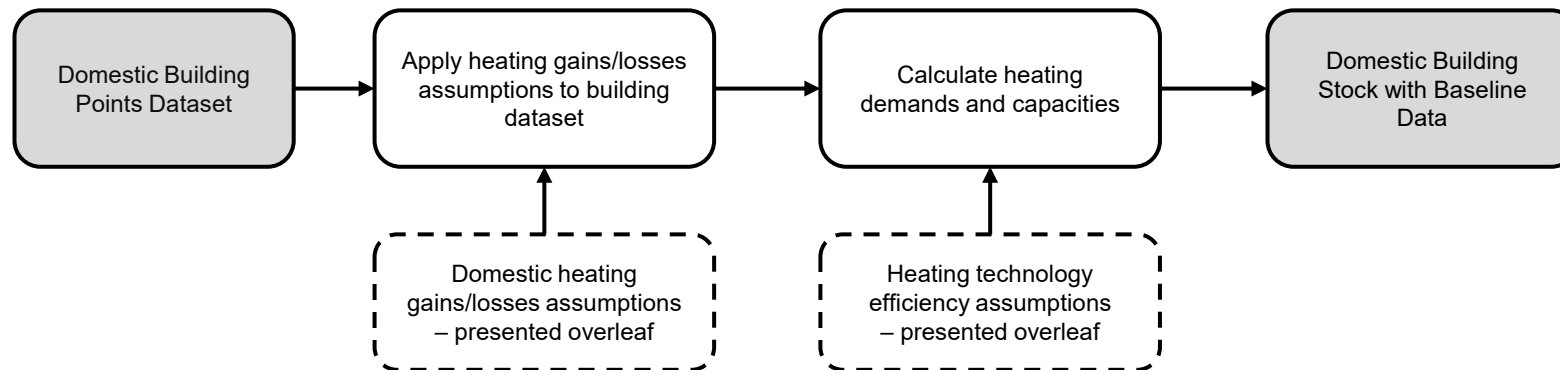 Domestic Building
Points Dataset
Apply heating gains/losses
assumptions to building
dataset
Calculate heating
demands and capacities
Domestic Building
Stock with Baseline
Data
Domestic heating
gains/losses assumptions
– presented overleaf
Heating technology
efficiency assumptions
– presented overleaf